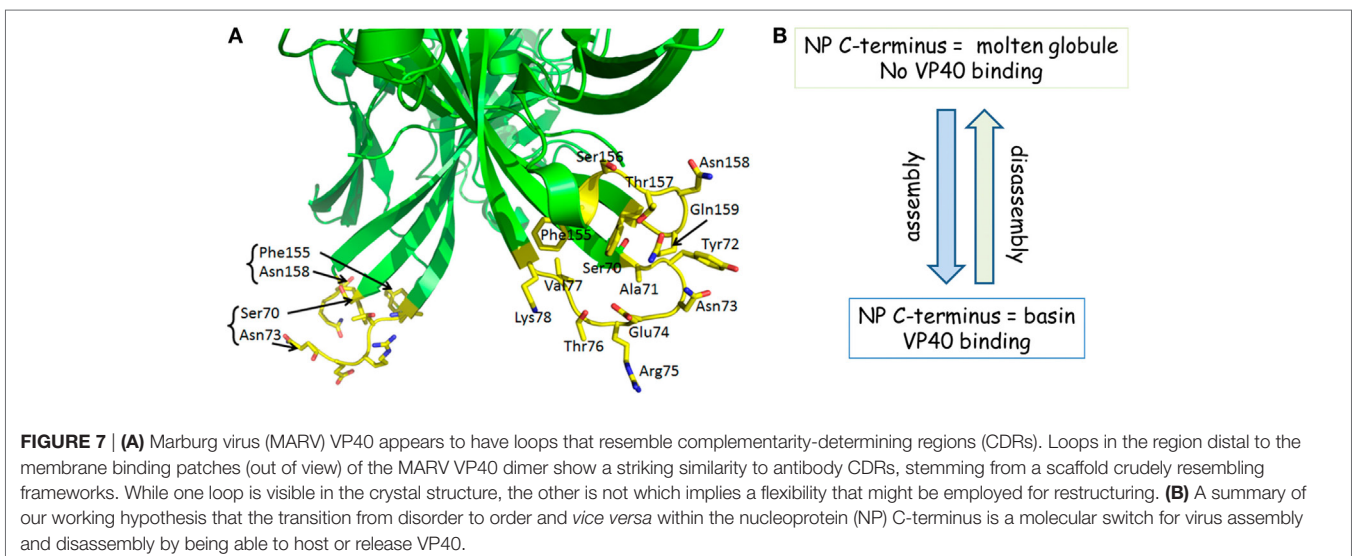 A
B
NP C-terminus = molten globule
No VP40 binding
Ser156
Asn158
Thr157
Gln159
Phe155
Tyr72
Phe155
Asn158
Ser70
Val77
Ala71
Ser70
Asn73
Asn73
Lys78
Glu74
Thr76
Arg75
assembly
disassembly
NP C-terminus = basin
VP40 binding
FIGURE 7 | (A) Marburg virus (MARV) VP40 appears to have loops that resemble complementarity-determining regions (CDRs). Loops in the region distal to the
membrane binding patches (out of view) of the MARV VP40 dimer show a striking similarity to antibody CDRs, stemming from a scaffold crudely resembling
frameworks. While one loop is visible in the crystal structure, the other is not which implies a flexibility that might be employed for restructuring. (B) A summary of
our working hypothesis that the transition from disorder to order and vice versa within the nucleoprotein (NP) C-terminus is a molecular switch for virus assembly
and disassembly by being able to host or release VP40.